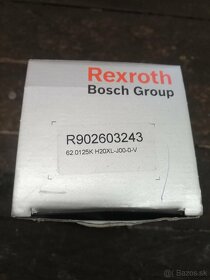 Rexroth
Bosch Group
R902603243
62.0125K H20XL-J00-0-V
© bazos.sk